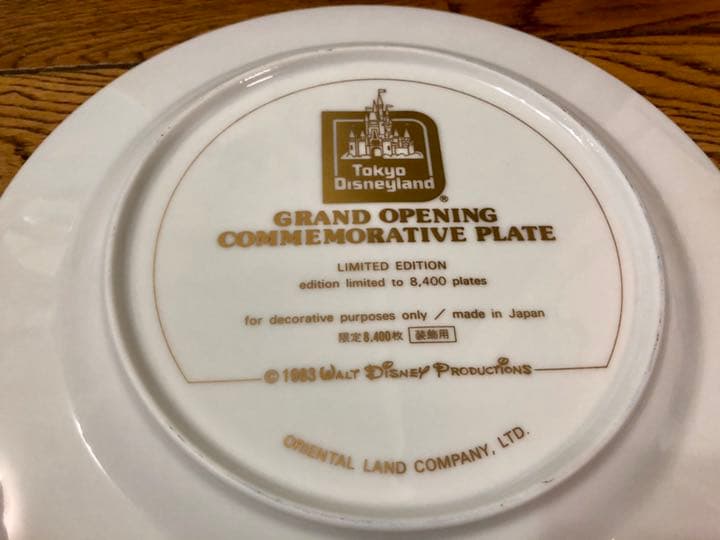 Tokyo
Disneyland
®
GRAND OPENING
COMMEMORATIVE PLATE
LIMITED EDITION
edition limited to 8,400 plates
for decorative purposes only / made in Japan
限定8,400枚 装飾用
© 1983 WALT DISNEY PRODUCTIONS
ORIENTAL LAND COMPANY, LTD.